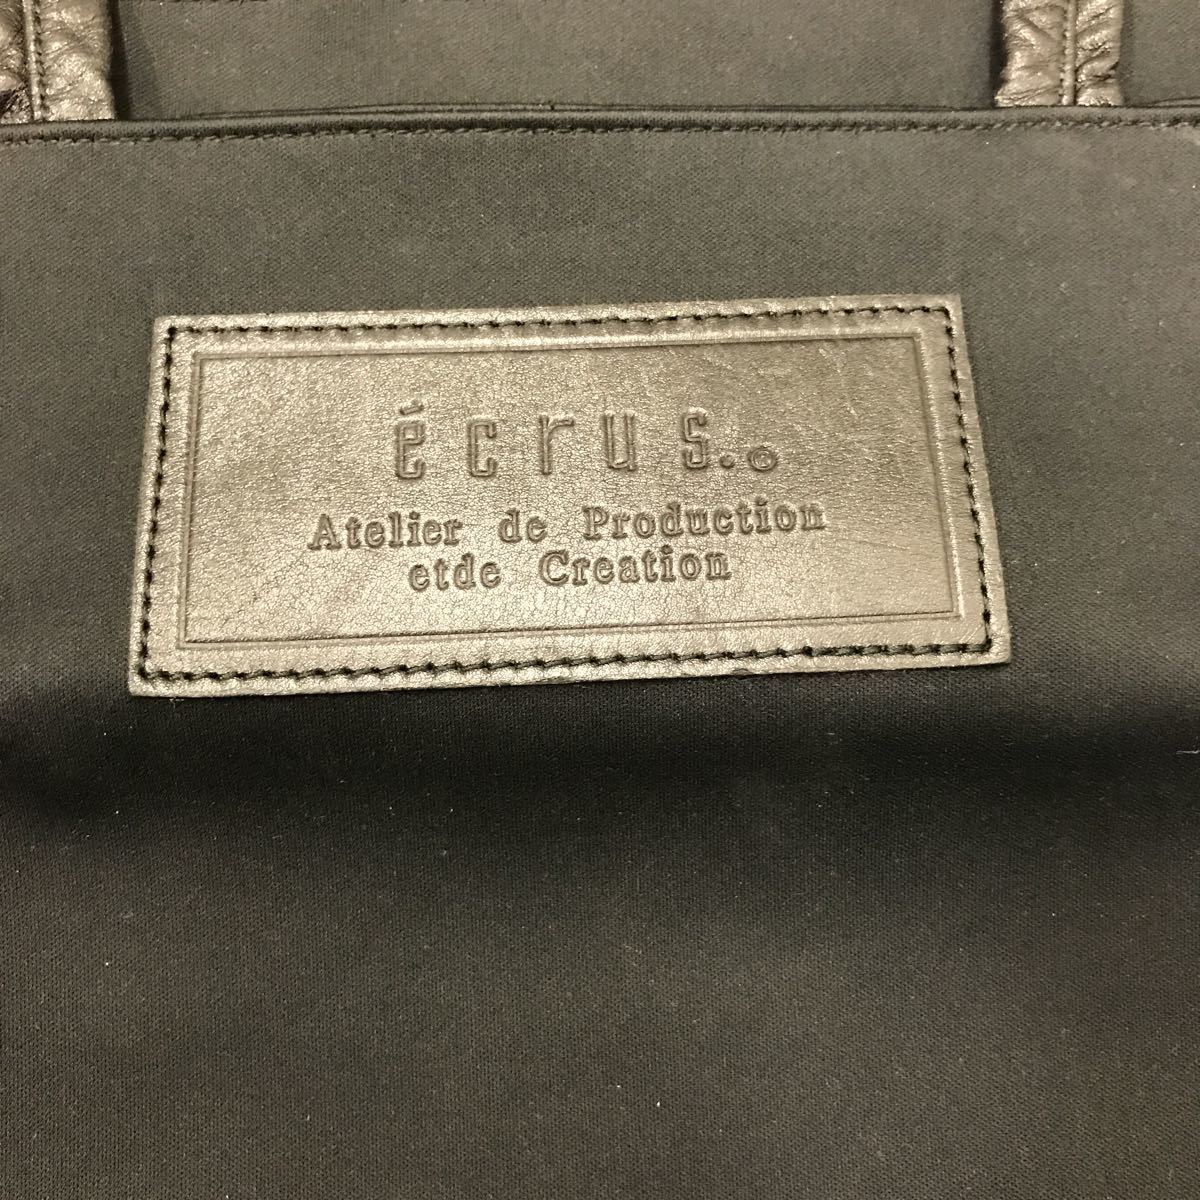 écrus.©
Atelier de Production
etde Creation